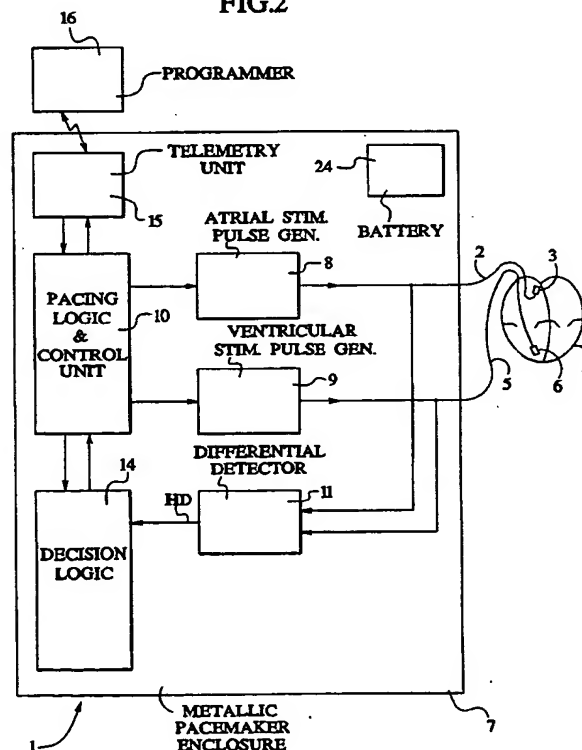 FIG.2
16
PROGRAMMER
TELEMETRY
UNIT
15
24
BATTERY
ATRIAL STIM.
PULSE GEN.
8
2
3
PACING
LOGIC
&
CONTROL
UNIT
10
VENTRICULAR
STIM. PULSE GEN.
9
5
6
DIFFERENTIAL
DETECTOR
14
HD
11
DECISION
LOGIC
METALLIC
PACEMAKER
ENCLOSURE
1
7